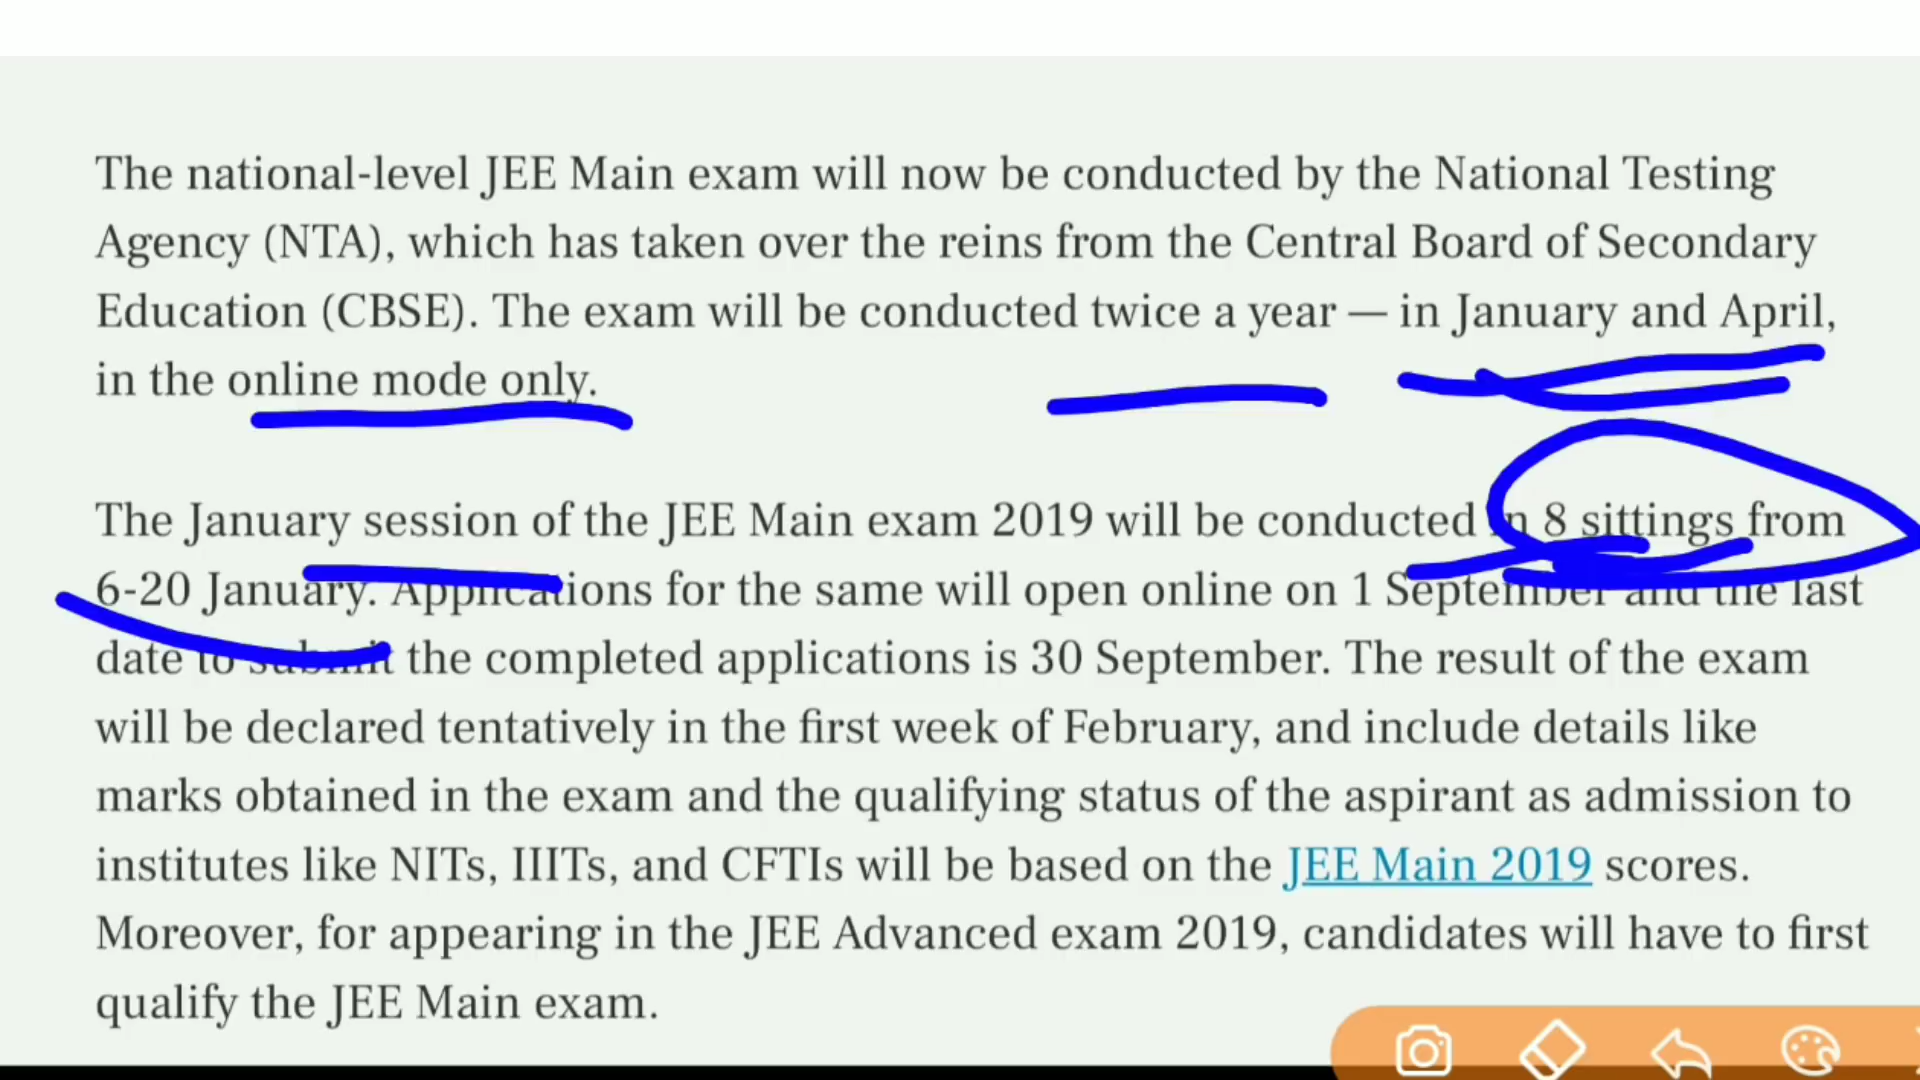 The national-level JEE Main exam will now be conducted by the National Testing
Agency (NTA), which has taken over the reins from the Central Board of Secondary
Education (CBSE). The exam will be conducted twice a year — in January and April,
in the online mode only.
The January session of the JEE Main exam 2019 will be conducted in 8 sittings from
6-20 January. Applications for the same will open online on 1 September and the last
date to submit the completed applications is 30 September. The result of the exam
will be declared tentatively in the first week of February, and include details like
marks obtained in the exam and the qualifying status of the aspirant as admission to
institutes like NITs, IIITs, and CFTIs will be based on the JEE Main 2019 scores.
Moreover, for appearing in the JEE Advanced exam 2019, candidates will have to first
qualify the JEE Main exam.